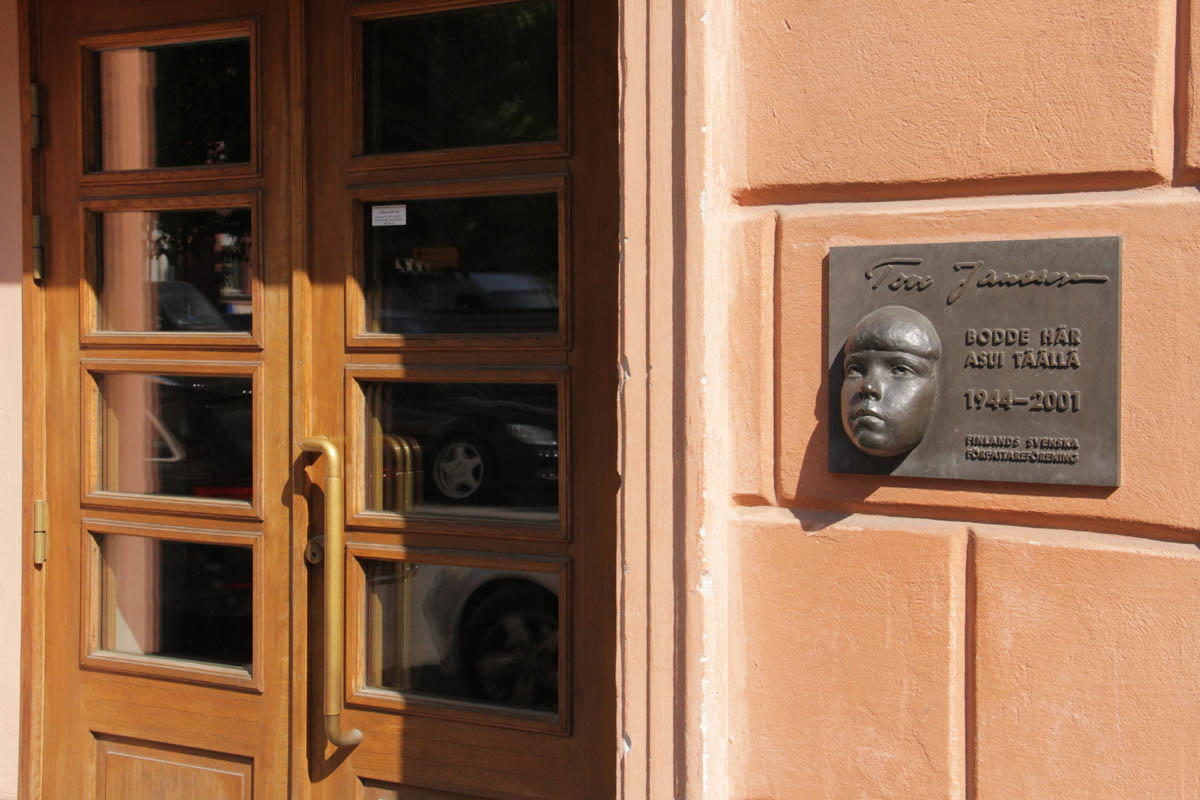 Tove Jansson
BODDE HÄR
ASUI TÄÄLLÄ
1944–2001
FINLANDS SVENSKA
FÖRFATTAREFÖRENING